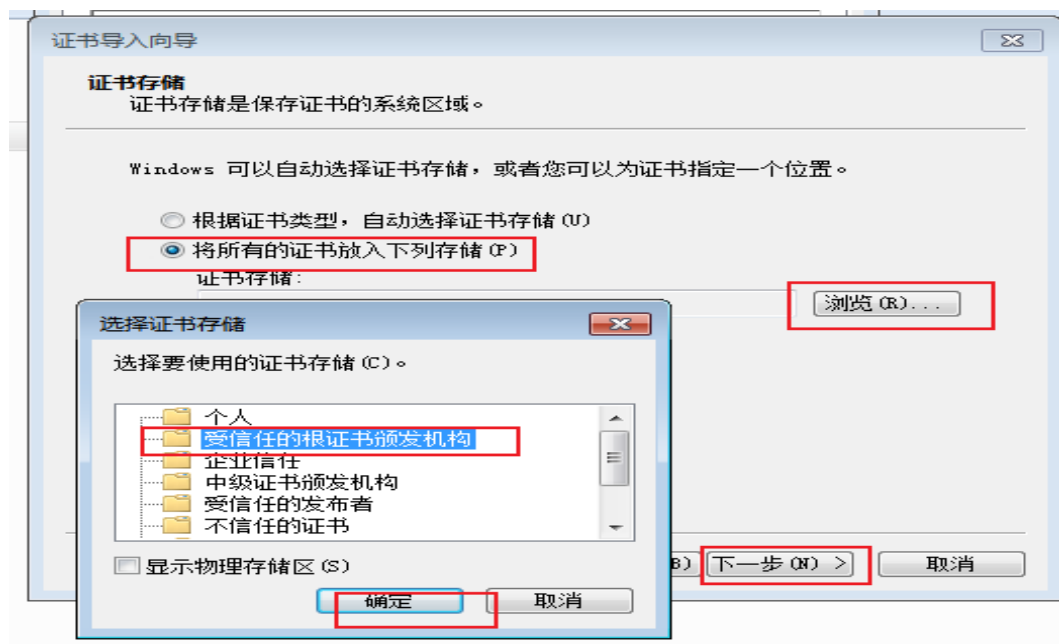 证书导入向导
证书存储
证书存储是保存证书的系统区域。
Windows 可以自动选择证书存储，或者您可以为证书指定一个位置。
根据证书类型，自动选择证书存储(U)
将所有的证书放入下列存储(P)
证书存储：
浏览(R)...
选择证书存储
选择要使用的证书存储(C)。
个人
受信任的根证书颁发机构
企业信任
中级证书颁发机构
受信任的发布者
不信任的证书
显示物理存储区(S)
确定
取消
B)
下一步(N) >
取消